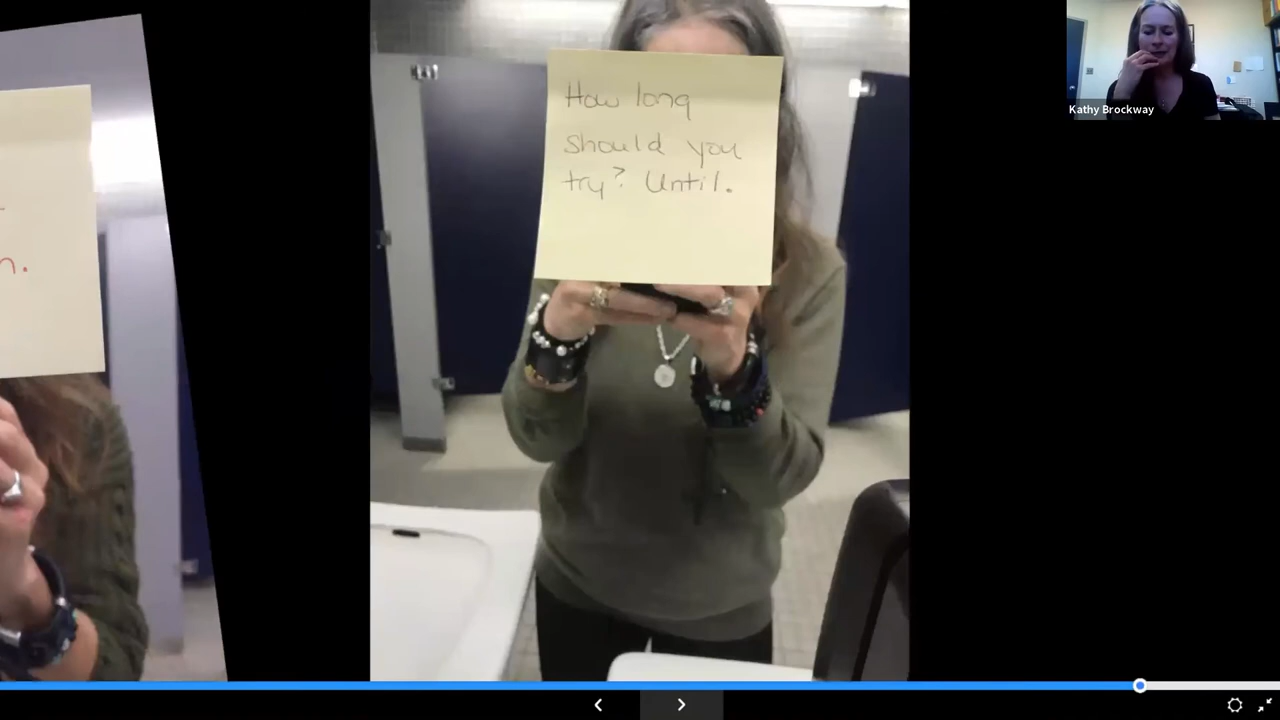 n.
How long
should you
try? Until.
Kathy Brockway